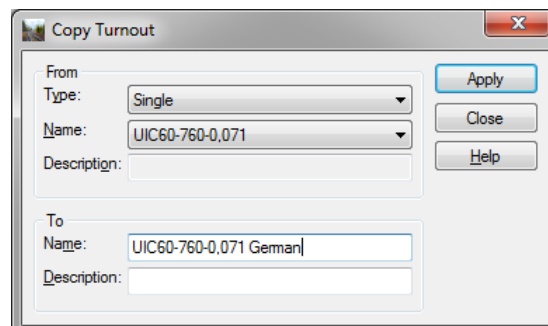 Copy Turnout
From
Type: Single
Name: UIC60-760-0,071
Description:
Apply
Close
Help
To
Name: UIC60-760-0,071 German
Description: